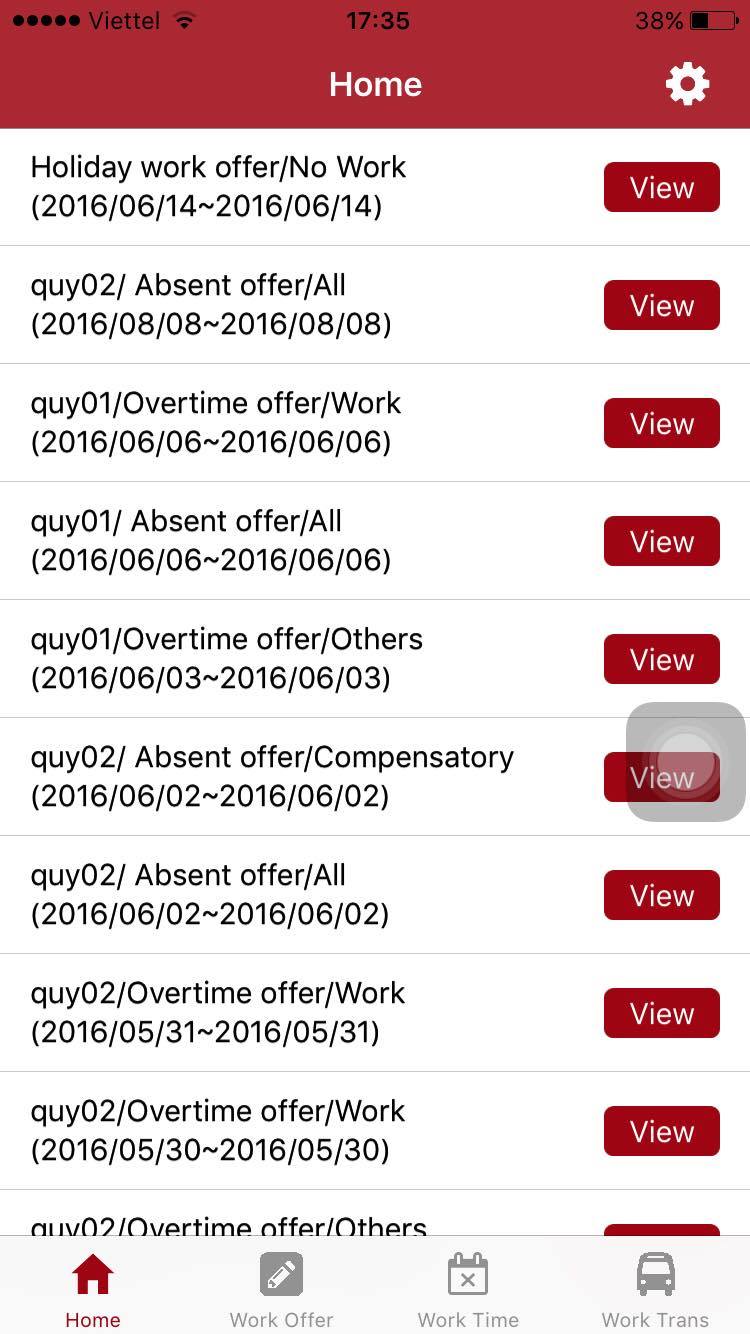 Viettel 17:35 38%
Home
Holiday work offer/No Work
(2016/06/14~2016/06/14)
View
quy02/ Absent offer/All
(2016/08/08~2016/08/08)
View
quy01/Overtime offer/Work
(2016/06/06~2016/06/06)
View
quy01/ Absent offer/All
(2016/06/06~2016/06/06)
View
quy01/Overtime offer/Others
(2016/06/03~2016/06/03)
View
quy02/ Absent offer/Compensatory
(2016/06/02~2016/06/02)
View
quy02/ Absent offer/All
(2016/06/02~2016/06/02)
View
quy02/Overtime offer/Work
(2016/05/31~2016/05/31)
View
quy02/Overtime offer/Work
(2016/05/30~2016/05/30)
View
quy02/Overtime offer/Others
Home Work Offer Work Time Work Trans